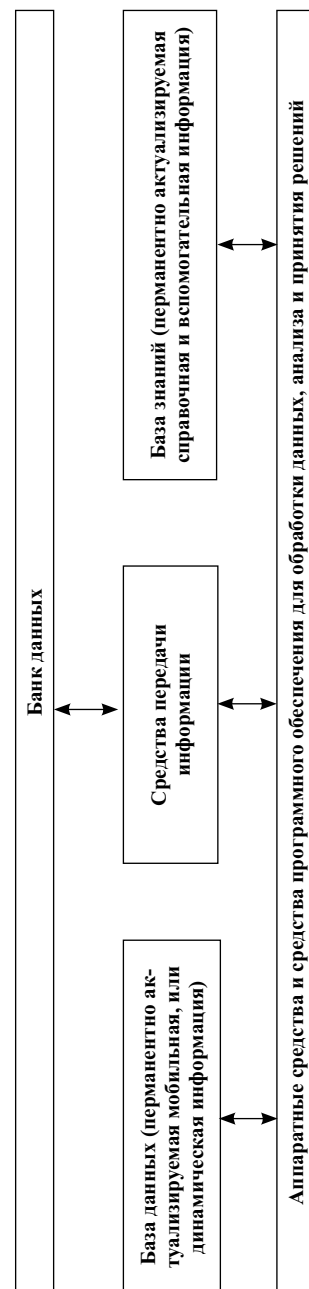 Банк данных
База данных (перманентно ак-
туализируемая мобильная, или
динамическая информация)
Средства передачи
информации
База знаний (перманентно актуализируемая
справочная и вспомогательная информация)
Аппаратные средства и средства программного обеспечения для обработки данных, анализа и принятия решений